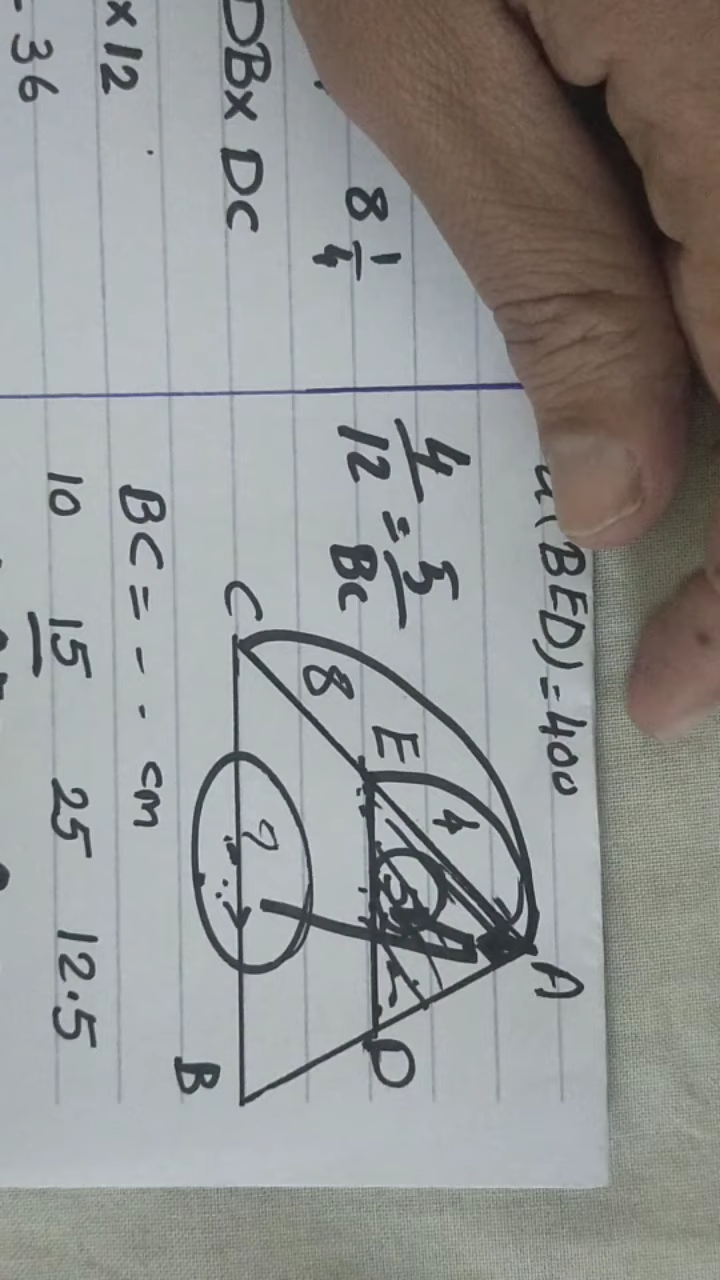 8 1/4
DB x DC
x 12
- 36
(BED) = 400
4/12 = 5/BC
A
4
E
5
D
8
C
?
B
BC = - - cm
10 15 25 12.5